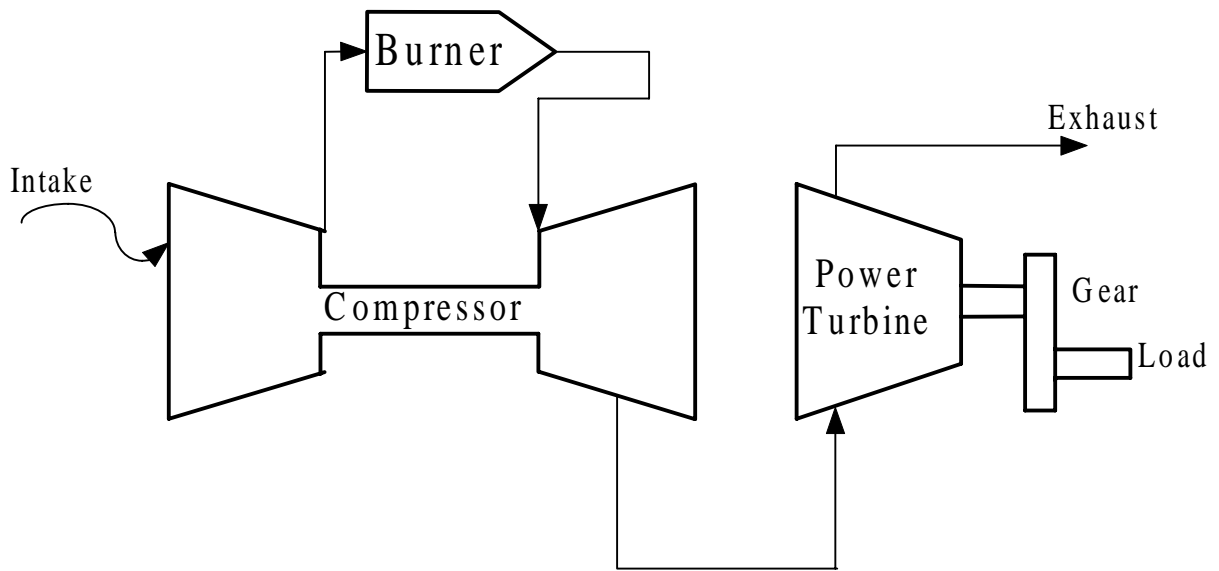 Burner
Exhaust
Intake
Power
Turbine
Compressor
Gear
Load